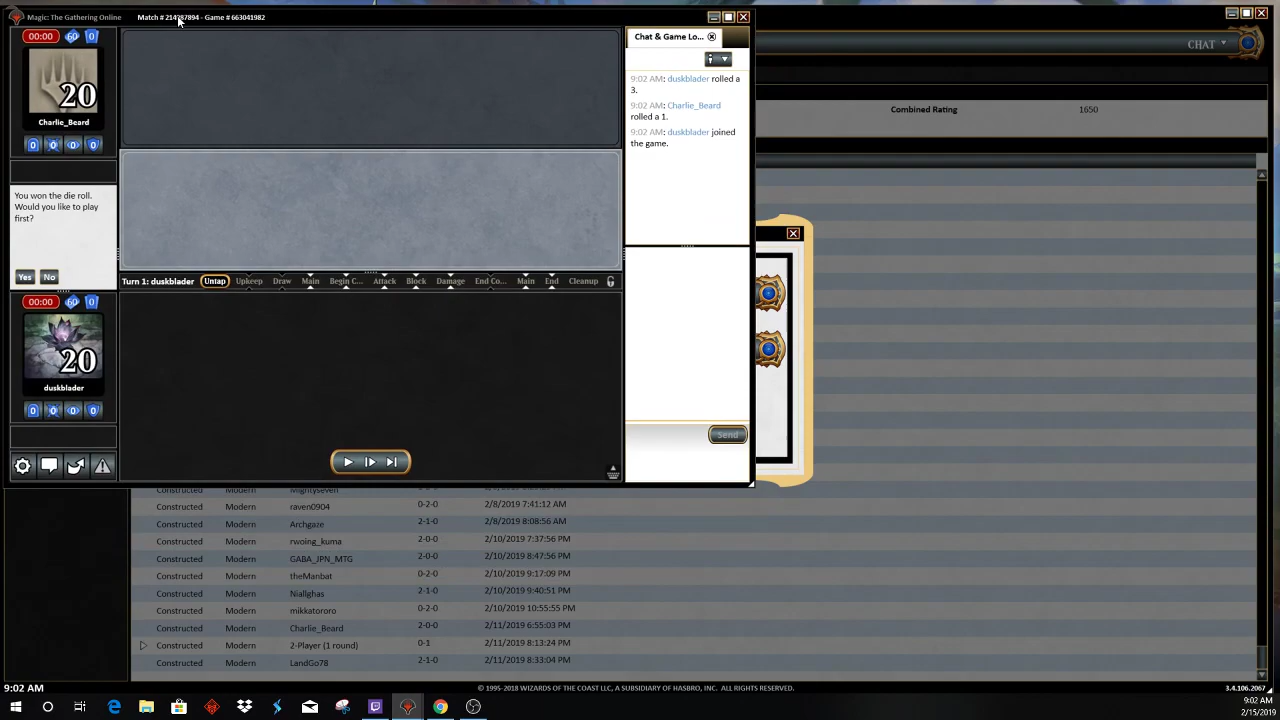 Magic: The Gathering Online
Match # 214787894 - Game # 663041982
CHAT
00:00 60 0
20
Charlie_Beard
0 0 0 0
You won the die roll.
Would you like to play
first?
Yes No
00:00 60 0
20
duskblader
0 0 0 0
Turn 1: duskblader Untap Upkeep Draw Main Begin C... Attack Block Damage End Co... Main End Cleanup
Chat & Game Lo...
9:02 AM: duskblader rolled a
3.
9:02 AM: Charlie_Beard
rolled a 1.
9:02 AM: duskblader joined
the game.
Send
Combined Rating 1650
Constructed Modern Mightyseven
Constructed Modern raven0904 0-2-0 2/8/2019 7:41:12 AM
Constructed Modern Archgaze 2-1-0 2/8/2019 8:08:56 AM
Constructed Modern rwoing_kuma 2-0-0 2/10/2019 7:37:56 PM
Constructed Modern GABA_JPN_MTG 2-0-0 2/10/2019 8:47:56 PM
Constructed Modern theManbat 0-2-0 2/10/2019 9:17:09 PM
Constructed Modern Niallghas 2-1-0 2/10/2019 9:40:51 PM
Constructed Modern mikkatororo 0-2-0 2/10/2019 10:55:55 PM
Constructed Modern Charlie_Beard 2-0-0 2/11/2019 6:55:03 PM
Constructed Modern 2-Player (1 round) 0-1 2/11/2019 8:13:24 PM
Constructed Modern LandGo78 2-1-0 2/11/2019 8:33:04 PM
9:02 AM
© 1995-2018 WIZARDS OF THE COAST LLC, A SUBSIDIARY OF HASBRO, INC. ALL RIGHTS RESERVED.
3.4.106.2067
9:02 AM
2/15/2019